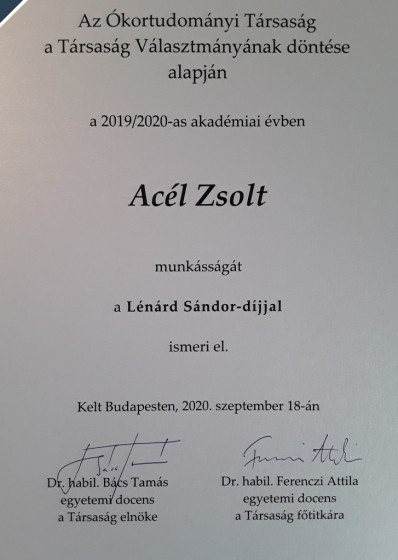 Az Ókortudományi Társaság
a Társaság Választmányának döntése
alapján
a 2019/2020-as akadémiai évben
Acél Zsolt
munkásságát
a Lénárd Sándor-díjjal
ismeri el.
Kelt Budapesten, 2020. szeptember 18-án
Dr. habil. Bács Tamás
egyetemi docens
a Társaság elnöke
Dr. habil. Ferenczi Attila
egyetemi docens
a Társaság főtitkára